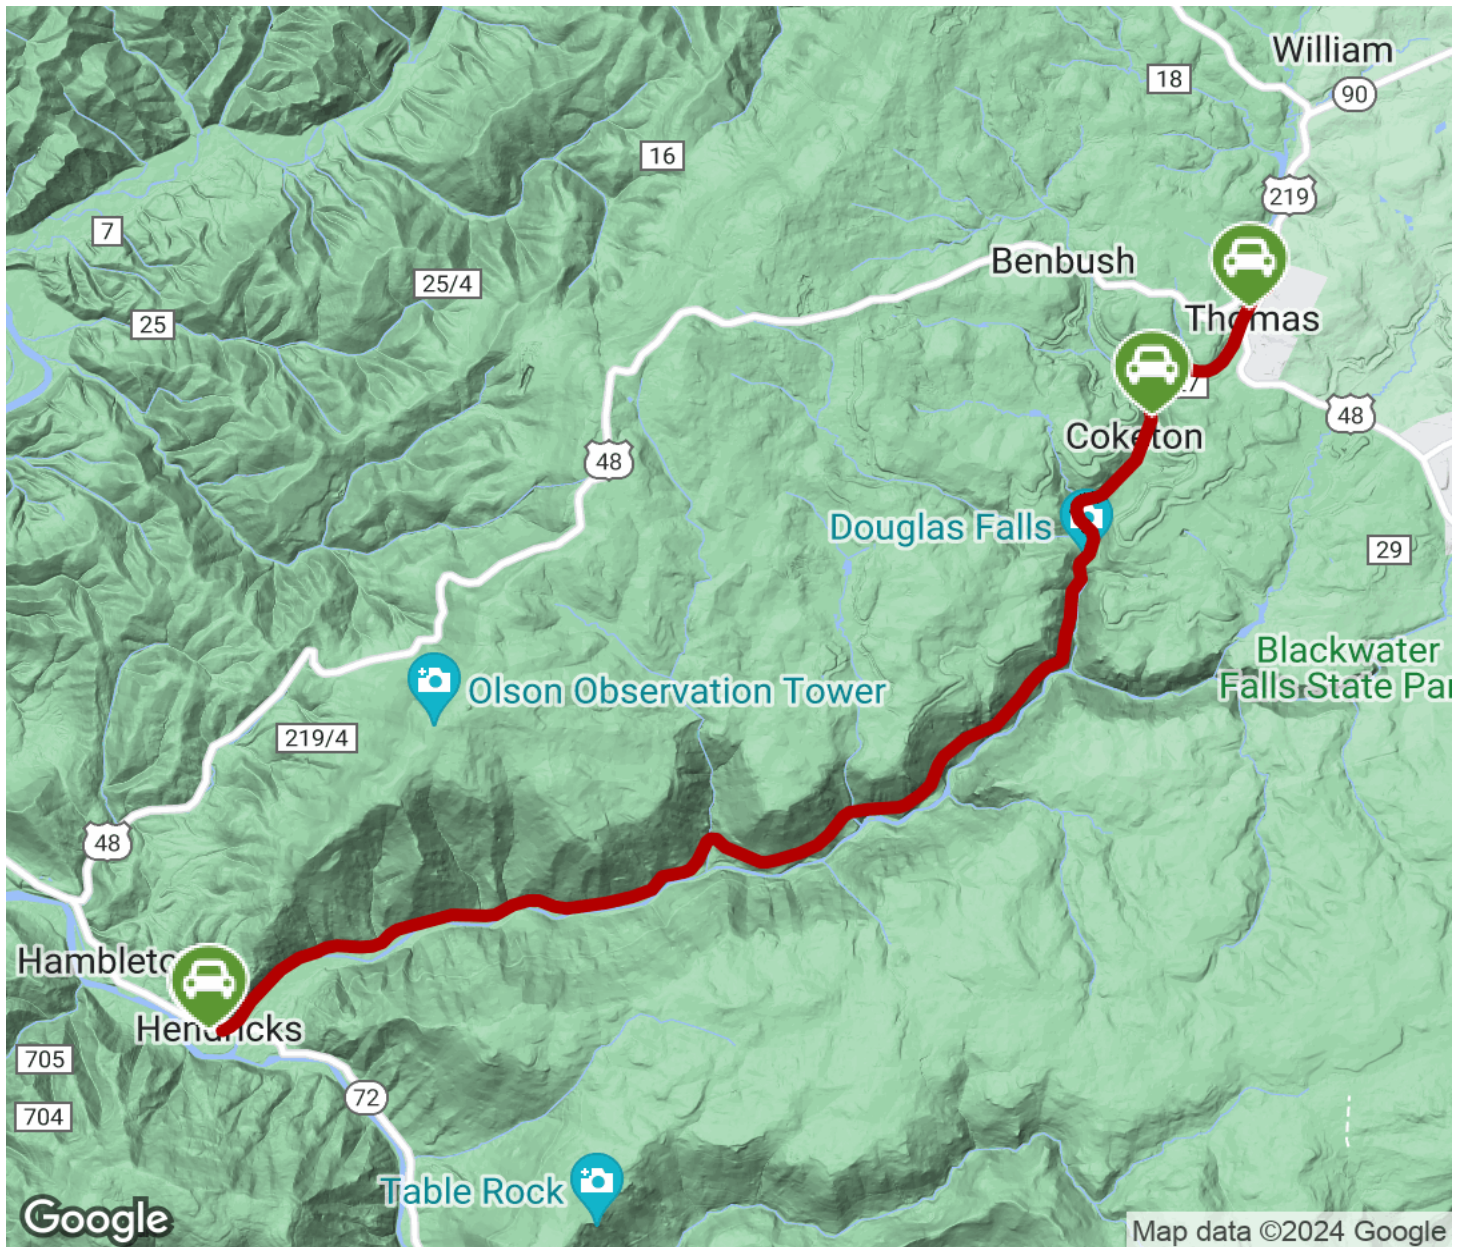 William
18
90
16
219
7
Benbush
25/4
Thomas
25
48
Coketon
48
Douglas Falls
29
Blackwater
Falls State Par
Olson Observation Tower
219/4
48
Hambleto
Hendricks
705
72
704
Table Rock
Google
Map data ©2024 Google